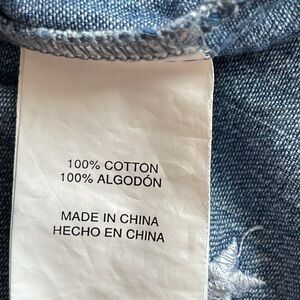 100% COTTON
100% ALGODÓN
MADE IN CHINA
HECHO EN CHINA